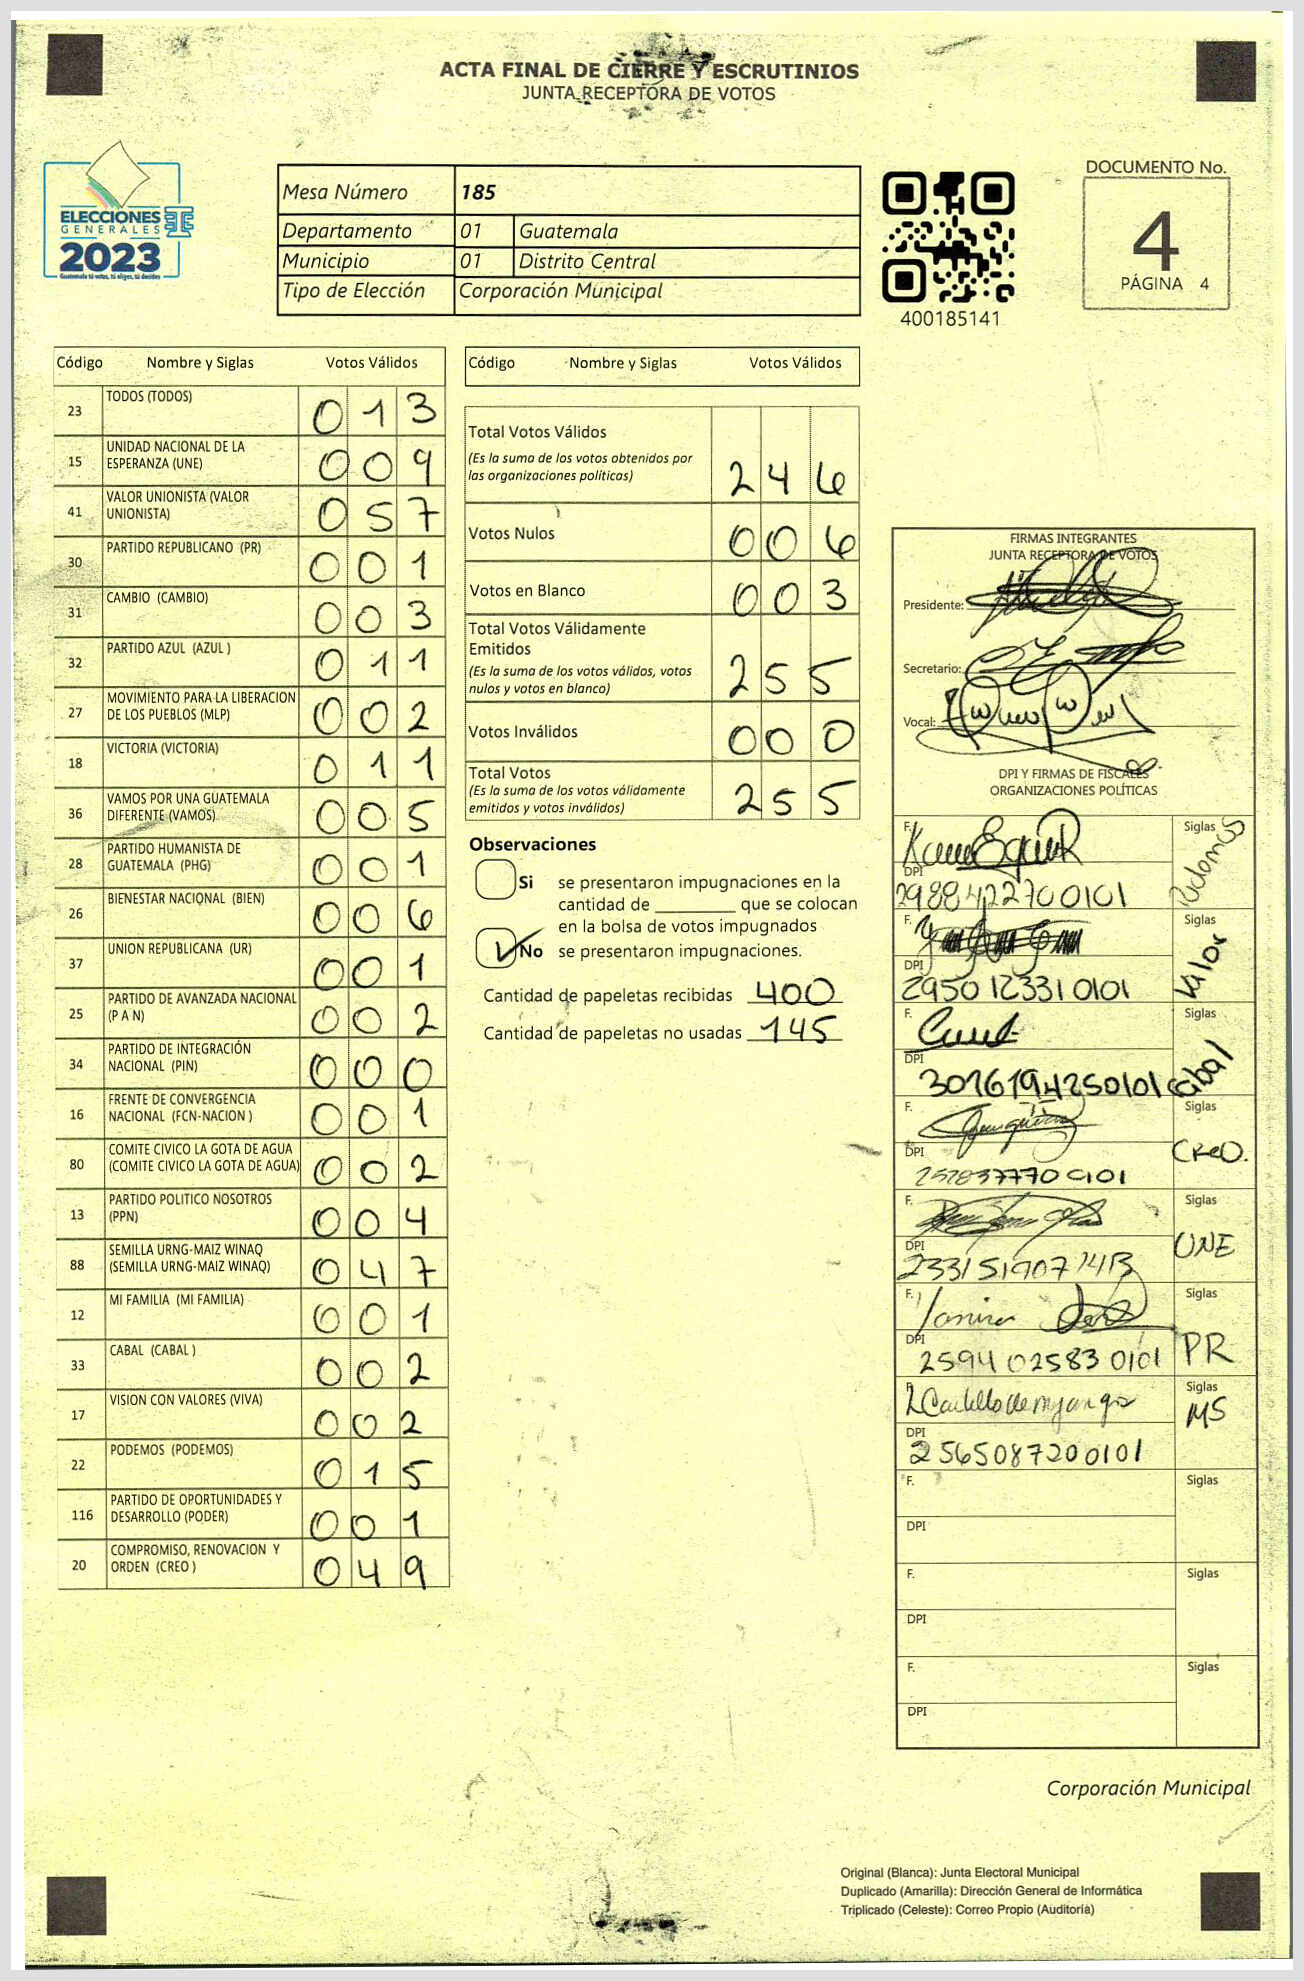 ACTA FINAL DE CIERRE Y ESCRUTINIOS
JUNTA RECEPTORA DE VOTOS
ELECCIONES
GENERALES
2023
Guatemala tú votas, tú eliges, tú decides
Mesa Número 185
Departamento 01 Guatemala
Municipio 01 Distrito Central
Tipo de Elección Corporación Municipal
400185141
DOCUMENTO No.
4
PÁGINA 4
Código Nombre y Siglas Votos Válidos
23 TODOS (TODOS) 0 1 3
15 UNIDAD NACIONAL DE LA
ESPERANZA (UNE) 0 0 9
41 VALOR UNIONISTA (VALOR
UNIONISTA) 0 5 7
30 PARTIDO REPUBLICANO (PR) 0 0 1
31 CAMBIO (CAMBIO) 0 0 3
32 PARTIDO AZUL (AZUL ) 0 1 1
27 MOVIMIENTO PARA LA LIBERACION
DE LOS PUEBLOS (MLP) 0 0 2
18 VICTORIA (VICTORIA) 0 1 1
36 VAMOS POR UNA GUATEMALA
DIFERENTE (VAMOS) 0 0 5
28 PARTIDO HUMANISTA DE
GUATEMALA (PHG) 0 0 1
26 BIENESTAR NACIONAL (BIEN) 0 0 6
37 UNION REPUBLICANA (UR) 0 0 1
25 PARTIDO DE AVANZADA NACIONAL
(P A N) 0 0 2
34 PARTIDO DE INTEGRACIÓN
NACIONAL (PIN) 0 0 0
16 FRENTE DE CONVERGENCIA
NACIONAL (FCN-NACION ) 0 0 1
80 COMITE CIVICO LA GOTA DE AGUA
(COMITE CIVICO LA GOTA DE AGUA) 0 0 2
13 PARTIDO POLITICO NOSOTROS
(PPN) 0 0 4
88 SEMILLA URNG-MAIZ WINAQ
(SEMILLA URNG-MAIZ WINAQ) 0 4 7
12 MI FAMILIA (MI FAMILIA) 0 0 1
33 CABAL (CABAL ) 0 0 2
17 VISION CON VALORES (VIVA) 0 0 2
22 PODEMOS (PODEMOS) 0 1 5
116 PARTIDO DE OPORTUNIDADES Y
DESARROLLO (PODER) 0 0 1
20 COMPROMISO, RENOVACION Y
ORDEN (CREO ) 0 4 9
Código Nombre y Siglas Votos Válidos
Total Votos Válidos
(Es la suma de los votos obtenidos por
las organizaciones políticas) 2 4 6
Votos Nulos 0 0 6
Votos en Blanco 0 0 3
Total Votos Válidamente
Emitidos
(Es la suma de los votos válidos, votos
nulos y votos en blanco) 2 5 5
Votos Inválidos 0 0 0
Total Votos
(Es la suma de los votos válidamente
emitidos y votos inválidos) 2 5 5
Observaciones
Si se presentaron impugnaciones en la
cantidad de que se colocan
en la bolsa de votos impugnados
No se presentaron impugnaciones.
Cantidad de papeletas recibidas 400
Cantidad de papeletas no usadas 145
FIRMAS INTEGRANTES
JUNTA RECEPTORA DE VOTOS
Presidente:
Secretario:
Vocal:
DPI Y FIRMAS DE FISCALES
ORGANIZACIONES POLÍTICAS
F. Siglas Podemos
DPI 2988422700101
F. Siglas Valor
DPI 2950123310101
F. Siglas Cabal
DPI 3016194250101
F. Siglas CREO.
DPI
F. Siglas UNE
DPI
F. Siglas PR
DPI 2594025830101
F. Siglas MS
DPI 2565087200101
F. Siglas
DPI
F. Siglas
DPI
F. Siglas
DPI
Corporación Municipal
Original (Blanca): Junta Electoral Municipal
Duplicado (Amarilla): Dirección General de Informática
Triplicado (Celeste): Correo Propio (Auditoría)